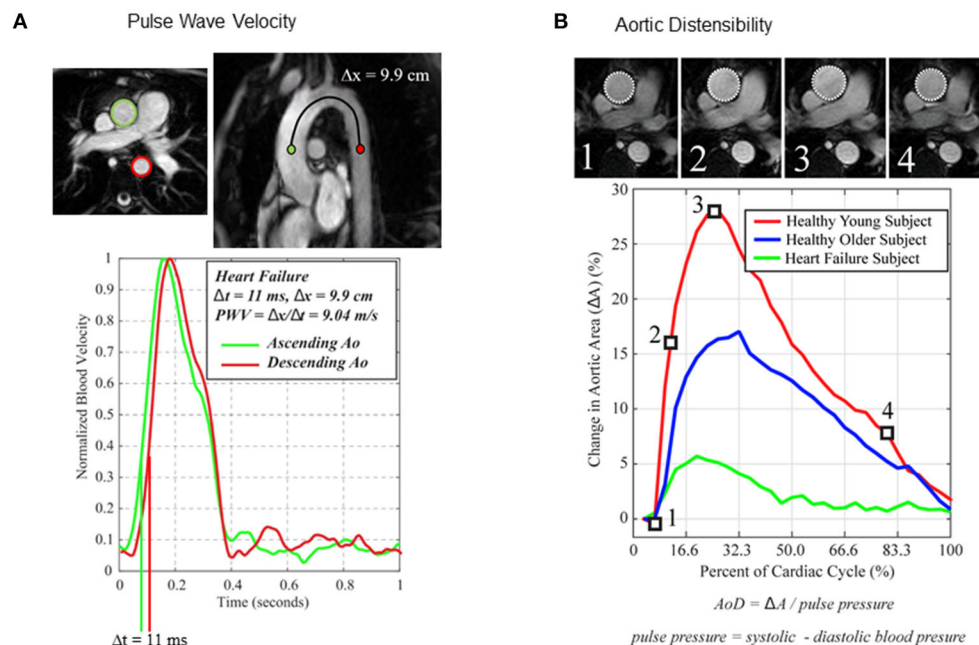 A
Pulse Wave Velocity
Δx = 9.9 cm
Normalized Blood Velocity
1
0.9
0.8
0.7
0.6
0.5
0.4
0.3
0.2
0.1
0
Heart Failure
Δt = 11 ms, Δx = 9.9 cm
PWV = Δx/Δt = 9.04 m/s
Ascending Ao
Descending Ao
0 0.2 0.4 0.6 0.8 1
Time (seconds)
Δt = 11 ms
B
Aortic Distensibility
1 2 3 4
Change in Aortic Area (ΔA) (%)
30
25
20
15
10
5
0
Healthy Young Subject
Healthy Older Subject
Heart Failure Subject
3
2
4
1
0 16.6 32.3 50.0 66.6 83.3 100
Percent of Cardiac Cycle (%)
AoD = ΔA / pulse pressure
pulse pressure = systolic - diastolic blood presure